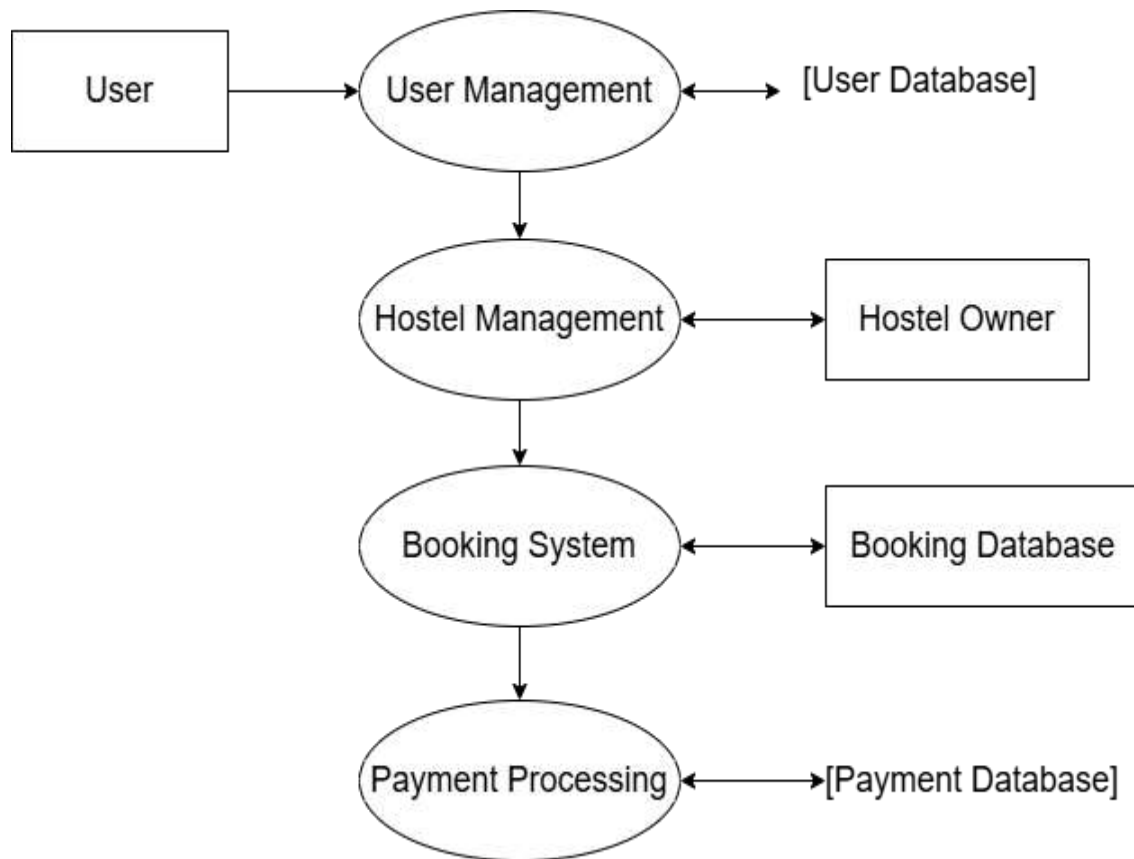 User
User Management
[User Database]
Hostel Management
Hostel Owner
Booking System
Booking Database
Payment Processing
[Payment Database]